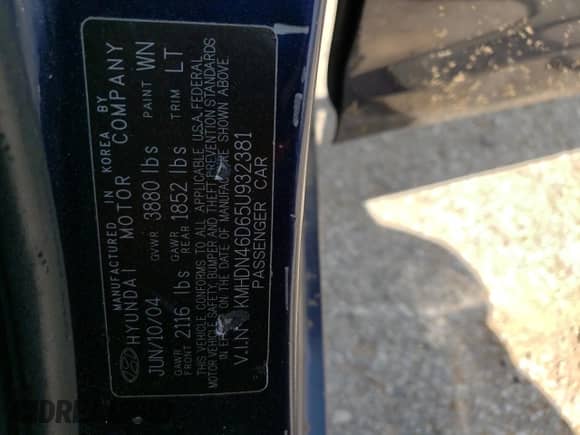 MANUFACTURED IN KOREA BY
HYUNDAI MOTOR COMPANY
JUN/10/04 GVWR 3880 lbs PAINT WN
GAWR FRONT 2116 lbs GAWR REAR 1852 lbs TRIM LT
THIS VEHICLE CONFORMS TO ALL APPLICABLE U.S.A. FEDERAL
MOTOR VEHICLE SAFETY, BUMPER AND THEFT PREVENTION STANDARDS
IN EFFECT ON THE DATE OF MANUFACTURE SHOWN ABOVE.
V.I.N. KMHDN46D65U932381
PASSENGER CAR